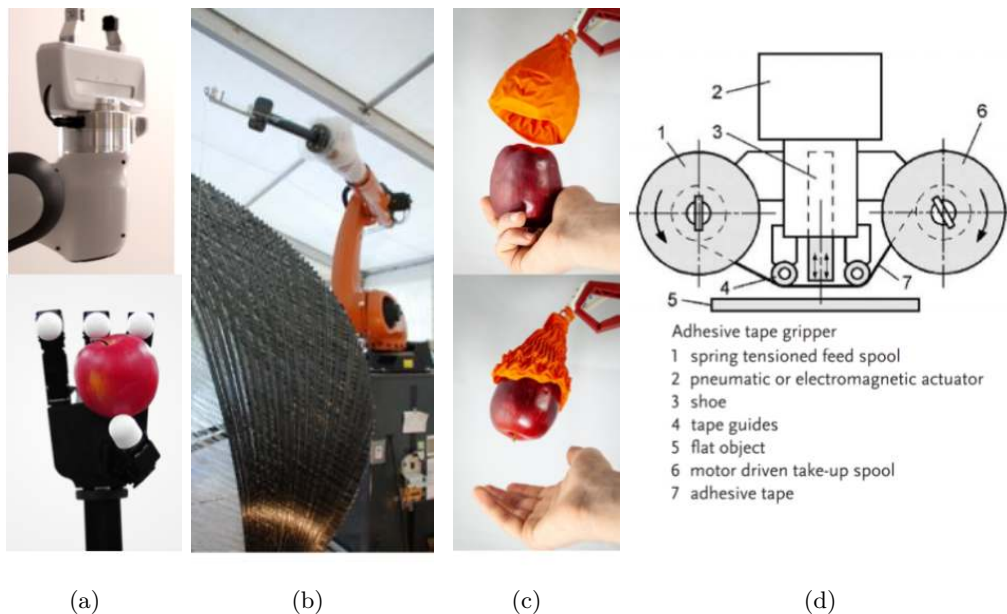 2
1
3
6
4
7
5
Adhesive tape gripper
1 spring tensioned feed spool
2 pneumatic or electromagnetic actuator
3 shoe
4 tape guides
5 flat object
6 motor driven take-up spool
7 adhesive tape
(a) (b) (c) (d)